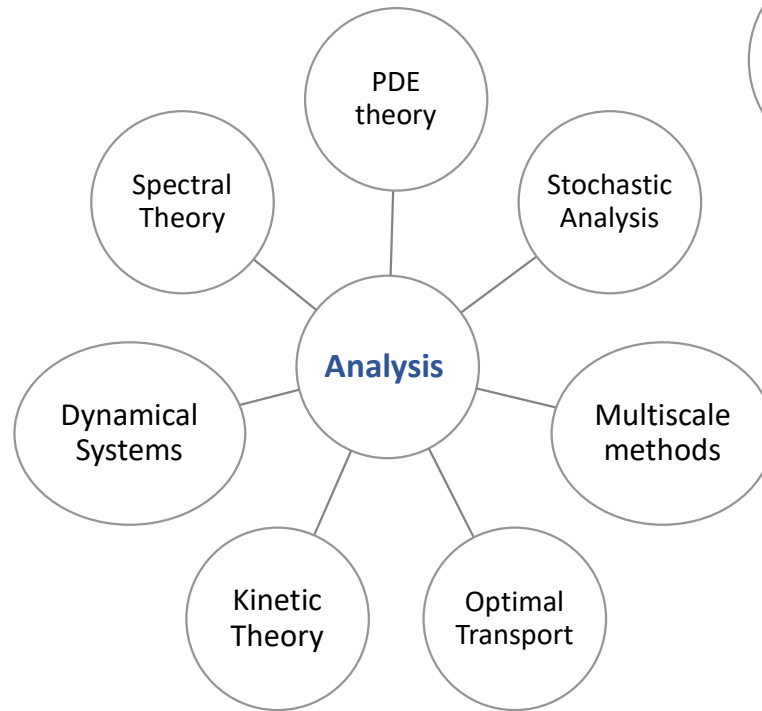 PDE
theory
Spectral
Theory
Stochastic
Analysis
Analysis
Dynamical
Systems
Multiscale
methods
Kinetic
Theory
Optimal
Transport